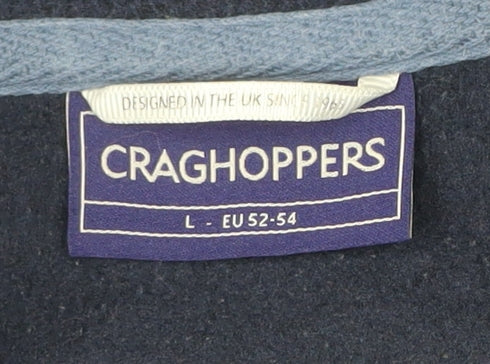 DESIGNED IN THE UK SINCE
CRAGHOPPERS
L - EU 52-54